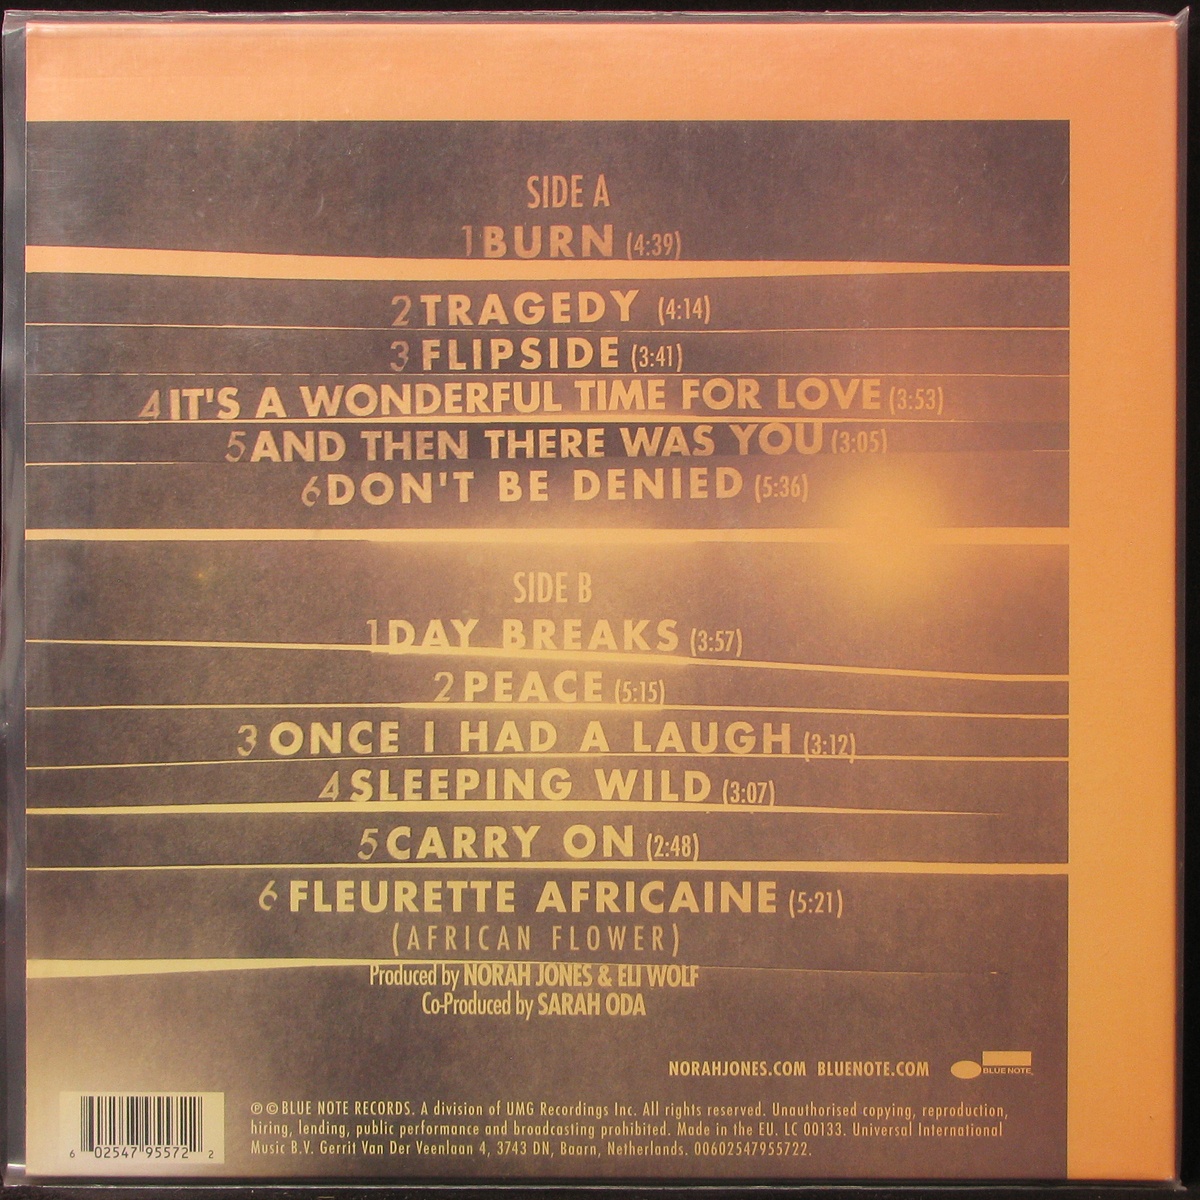 SIDE A
1 BURN (4:39)
2 TRAGEDY (4:14)
3 FLIPSIDE (3:41)
4 IT'S A WONDERFUL TIME FOR LOVE (3:53)
5 AND THEN THERE WAS YOU (3:05)
6 DON'T BE DENIED (5:36)
SIDE B
1 DAY BREAKS (3:57)
2 PEACE (5:15)
3 ONCE I HAD A LAUGH (3:12)
4 SLEEPING WILD (3:07)
5 CARRY ON (2:48)
6 FLEURETTE AFRICAINE (5:21)
(AFRICAN FLOWER)
Produced by NORAH JONES & ELI WOLF
Co-Produced by SARAH ODA
NORAHJONES.COM BLUENOTE.COM BLUE NOTE
℗ © BLUE NOTE RECORDS. A division of UMG Recordings Inc. All rights reserved. Unauthorised copying, reproduction,
hiring, lending, public performance and broadcasting prohibited. Made in the EU. LC 00133. Universal International
Music B.V. Gerrit Van Der Veenlaan 4, 3743 DN, Baarn, Netherlands. 00602547955722.
6 02547 95572 2